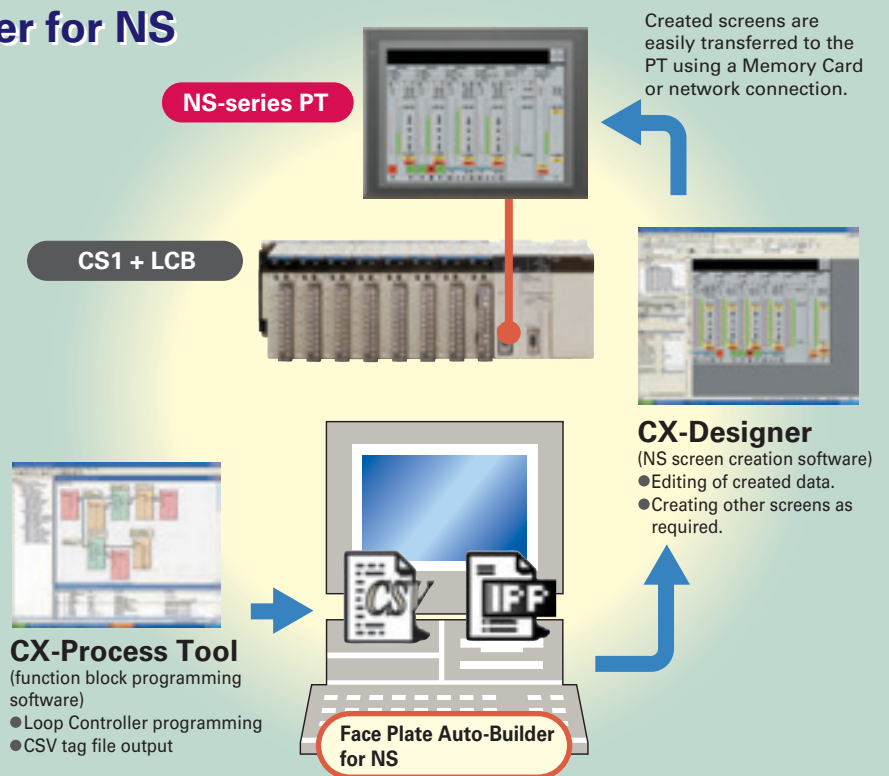 er for NS
Created screens are
easily transferred to the
PT using a Memory Card
or network connection.
NS-series PT
CS1 + LCB
CX-Designer
(NS screen creation software)
●Editing of created data.
●Creating other screens as
required.
CSV
IPP
CX-Process Tool
(function block programming
software)
●Loop Controller programming
●CSV tag file output
Face Plate Auto-Builder
for NS